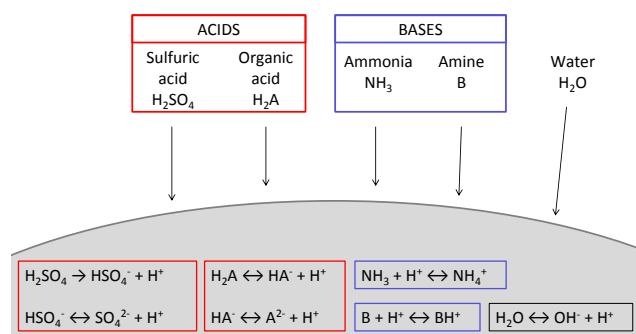 ACIDS
Sulfuric acid H₂SO₄
Organic acid H₂A
BASES
Ammonia NH₃
Amine B
Water H₂O
H₂SO₄ → HSO₄⁻ + H⁺
HSO₄⁻ ↔ SO₄²⁻ + H⁺
H₂A ↔ HA⁻ + H⁺
HA⁻ ↔ A²⁻ + H⁺
NH₃ + H⁺ ↔ NH₄⁺
B + H⁺ ↔ BH⁺
H₂O ↔ OH⁻ + H⁺